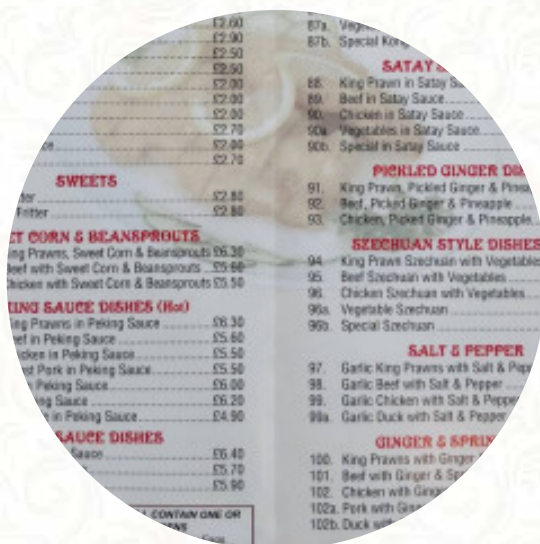 £2.60
£2.90
£2.50
£2.50
£2.00
£2.00
£2.00
£2.70
£2.00
£2.70
SWEETS
£2.80
Fritter £2.80
CORN & BEANSPROUTS
Prawns, Sweet Corn & Beansprouts £6.30
with Sweet Corn & Beansprouts £5.60
Chicken with Sweet Corn & Beansprouts £5.50
SAUCE DISHES (Hot)
Prawns in Peking Sauce £6.30
in Peking Sauce £5.60
in Peking Sauce £5.50
Pork in Peking Sauce £5.50
Peking Sauce £6.00
Sauce £6.20
in Peking Sauce £4.90
SAUCE DISHES
Sauce £6.40
£5.70
£5.90
CONTAIN ONE OR
87a.
87b. Special
SATAY
88. King Prawn in Satay
89. Beef in Satay Sauce
90. Chicken in Satay Sauce
90a. Vegetables in Satay Sauce
90b. Special in Satay Sauce
PICKLED GINGER
91. King Prawn, Pickled Ginger &
92. Beef, Picked Ginger & Pineapple
93. Chicken, Picked Ginger & Pineapple
SZECHUAN STYLE DISHES
94 King Prawn Szechuan with Vegetables
95. Beef Szechuan with Vegetables
96. Chicken Szechuan with Vegetables
96a. Vegetable Szechuan
96b. Special Szechuan
SALT & PEPPER
97. Garlic King Prawns with Salt &
98. Garlic Beef with Salt & Pepper
99. Garlic Chicken with Salt & Pepper
99a. Garlic Duck with Salt & Pepper
GINGER &
100. King Prawns with Ginger
101. Beef with Ginger &
102. Chicken with Ginger
102a. Pork with
102b. Duck